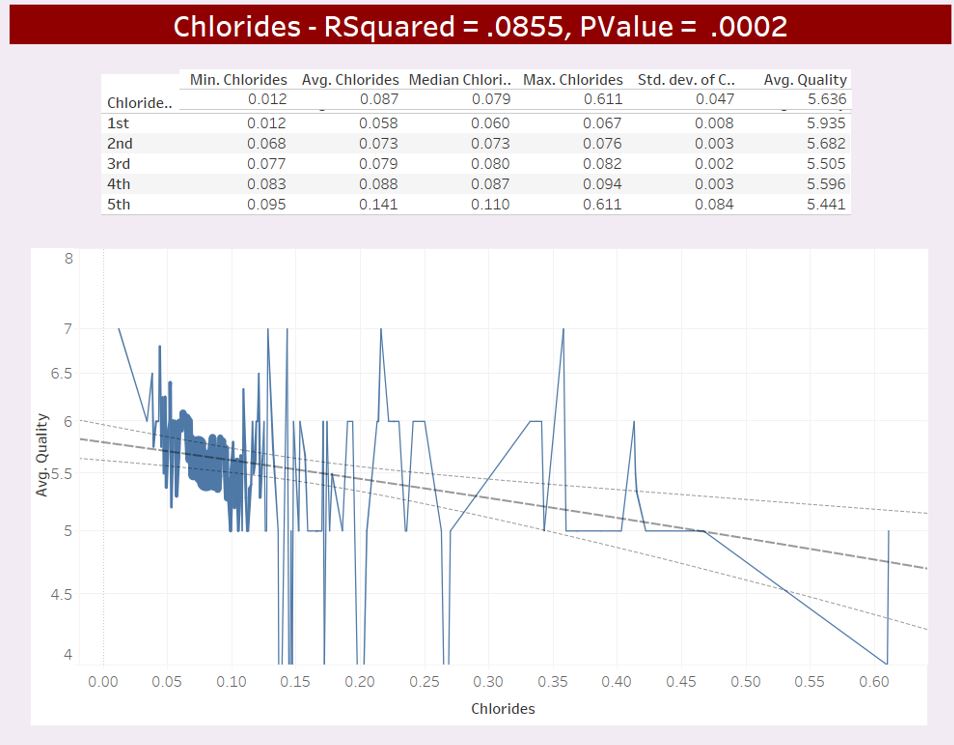 Chlorides - RSquared = .0855, PValue = .0002
Min. Chlorides Avg. Chlorides Median Chlori.. Max. Chlorides Std. dev. of C.. Avg. Quality
Chloride.. 0.012 0.087 0.079 0.611 0.047 5.636
1st 0.012 0.058 0.060 0.067 0.008 5.935
2nd 0.068 0.073 0.073 0.076 0.003 5.682
3rd 0.077 0.079 0.080 0.082 0.002 5.505
4th 0.083 0.088 0.087 0.094 0.003 5.596
5th 0.095 0.141 0.110 0.611 0.084 5.441
8
7
6.5
6
5.5
5
4.5
4
Avg. Quality
0.00 0.05 0.10 0.15 0.20 0.25 0.30 0.35 0.40 0.45 0.50 0.55 0.60
Chlorides